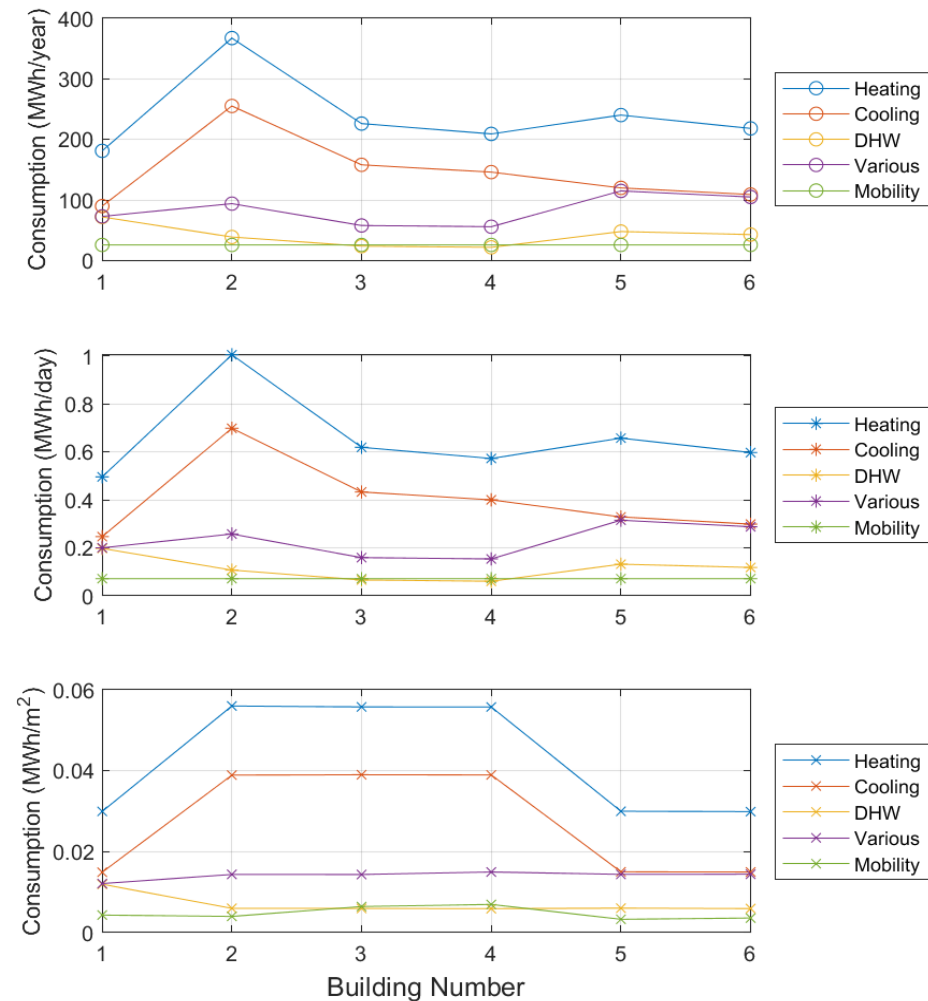 Consumption (MWh/year)
400
300
200
100
0
1 2 3 4 5 6
Heating
Cooling
DHW
Various
Mobility
Consumption (MWh/day)
1
0.8
0.6
0.4
0.2
0
1 2 3 4 5 6
Heating
Cooling
DHW
Various
Mobility
Consumption (MWh/m²)
0.06
0.04
0.02
0
1 2 3 4 5 6
Heating
Cooling
DHW
Various
Mobility
Building Number